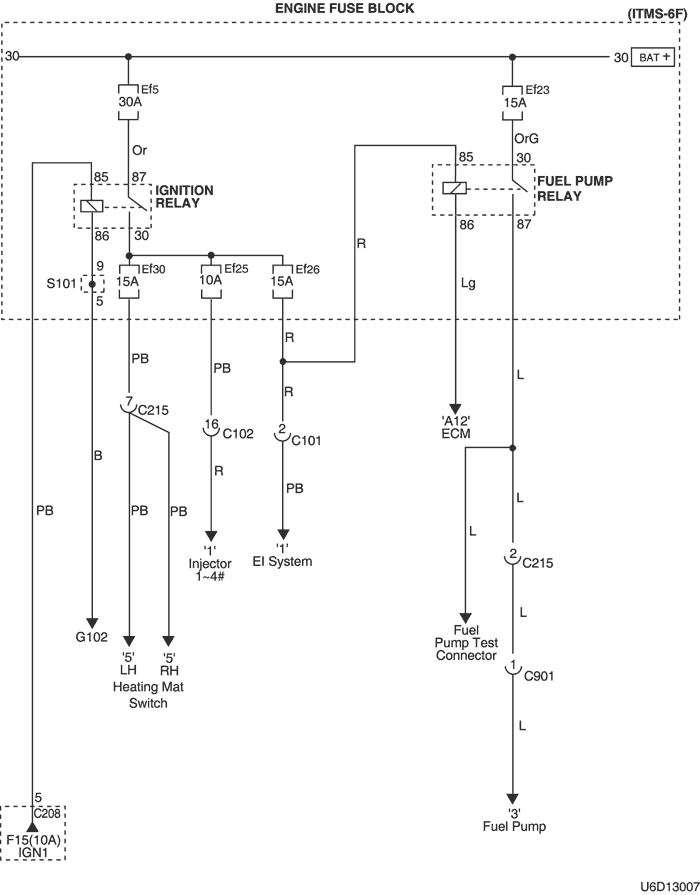 ENGINE FUSE BLOCK
(ITMS-6F)
30
30
BAT +
Ef5
30A
Ef23
15A
Or
OrG
85
87
85
30
IGNITION
RELAY
FUEL PUMP
RELAY
86
30
86
87
R
9
S101
5
Ef30
15A
Ef25
10A
Ef26
15A
Lg
R
PB
PB
L
R
7
C215
'A12'
ECM
16
C102
2
C101
B
R
PB
L
PB
PB
PB
L
'1'
Injector
1~4#
'1'
EI System
2
C215
L
G102
Fuel
Pump Test
Connector
'5'
LH
'5'
RH
Heating Mat
Switch
1
C901
L
5
C208
F15(10A)
IGN1
'3'
Fuel Pump
U6D13007